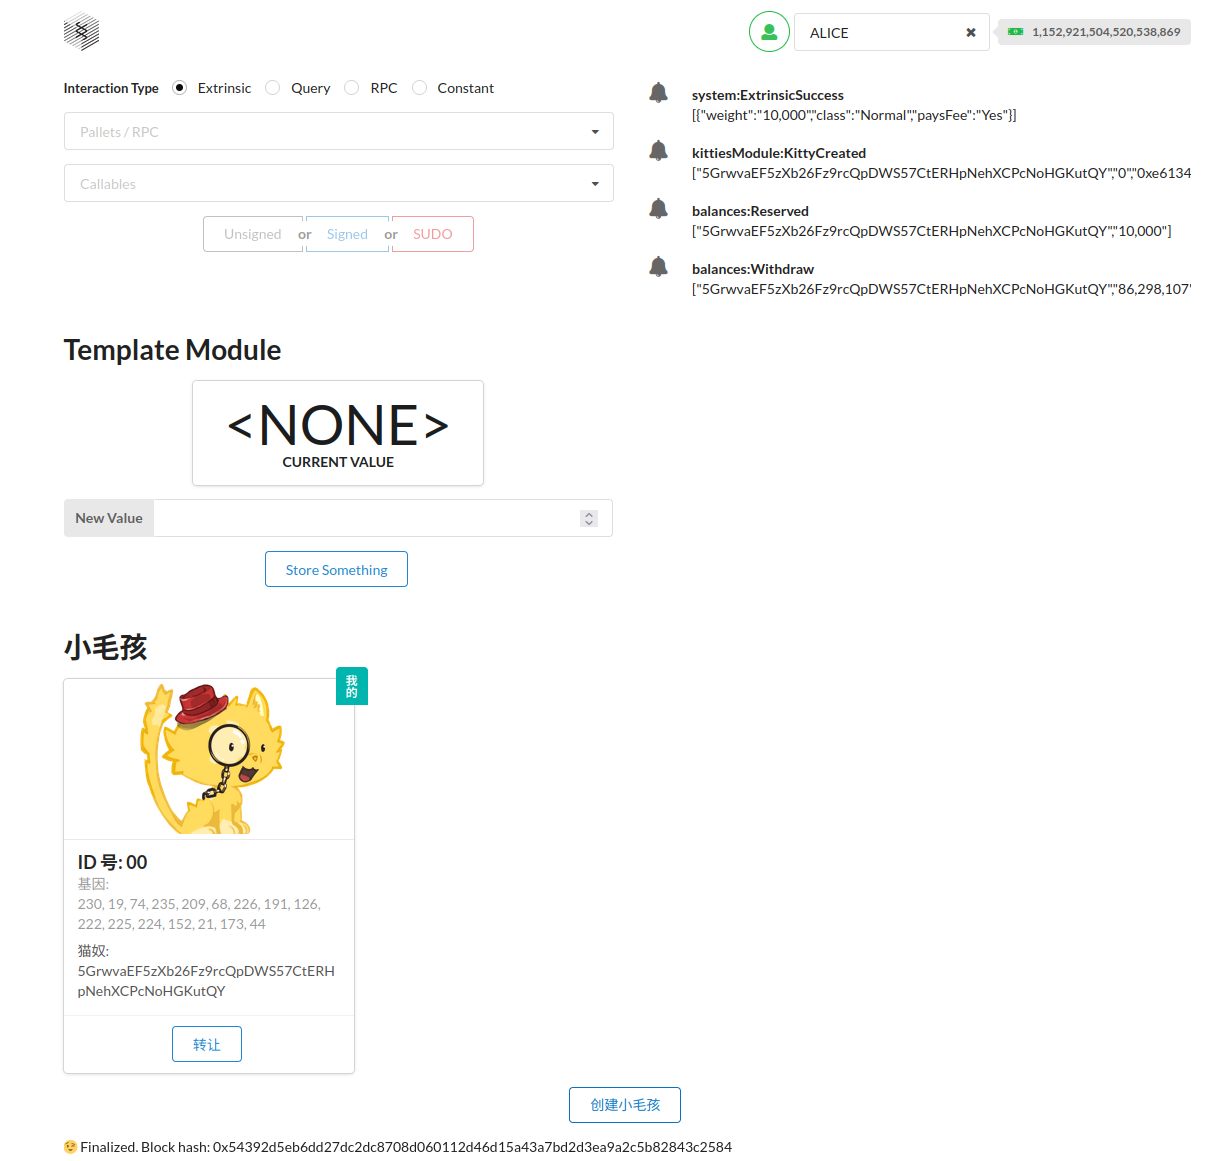 ALICE
1,152,921,504,520,538,869
Interaction Type Extrinsic Query RPC Constant
Pallets / RPC
Callables
Unsigned or Signed or SUDO
system:ExtrinsicSuccess
[{"weight":"10,000","class":"Normal","paysFee":"Yes"}]
kittiesModule:KittyCreated
["5GrwvaEF5zXb26Fz9rcQpDWS57CtERHpNehXCPcNoHGKutQY","0","0xe6134
balances:Reserved
["5GrwvaEF5zXb26Fz9rcQpDWS57CtERHpNehXCPcNoHGKutQY","10,000"]
balances:Withdraw
["5GrwvaEF5zXb26Fz9rcQpDWS57CtERHpNehXCPcNoHGKutQY","86,298,107"
Template Module
<NONE>
CURRENT VALUE
New Value
Store Something
小毛孩
我
的
ID 号: 00
基因:
230, 19, 74, 235, 209, 68, 226, 191, 126,
222, 225, 224, 152, 21, 173, 44
猫奴:
5GrwvaEF5zXb26Fz9rcQpDWS57CtERH
pNehXCPcNoHGKutQY
转让
创建小毛孩
😉 Finalized. Block hash: 0x54392d5eb6dd27dc2dc8708d060112d46d15a43a7bd2d3ea9a2c5b82843c2584